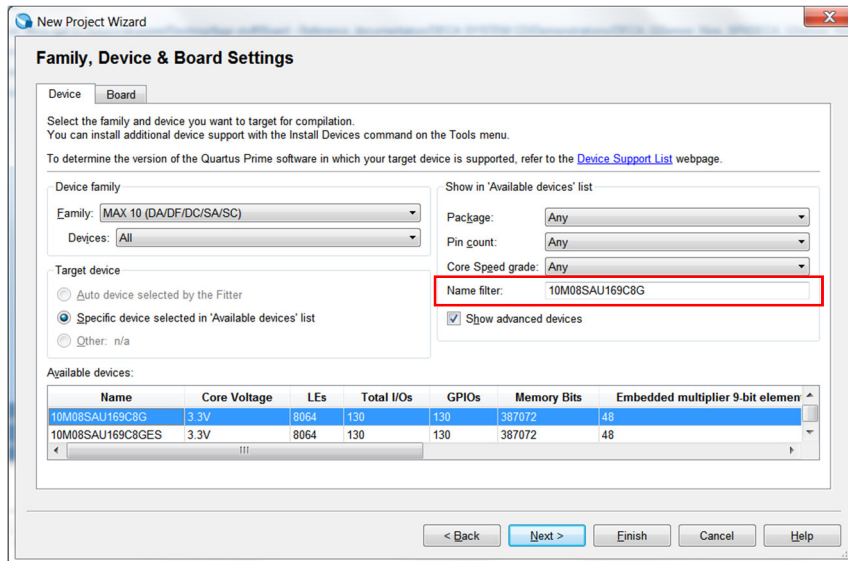 New Project Wizard
Family, Device & Board Settings
Device Board
Select the family and device you want to target for compilation.
You can install additional device support with the Install Devices command on the Tools menu.
To determine the version of the Quartus Prime software in which your target device is supported, refer to the Device Support List webpage.
Device family
Family: MAX 10 (DA/DF/DC/SA/SC)
Devices: All
Target device
Auto device selected by the Fitter
Specific device selected in 'Available devices' list
Other: n/a
Show in 'Available devices' list
Package: Any
Pin count: Any
Core Speed grade: Any
Name filter: 10M08SAU169C8G
Show advanced devices
Available devices:
Name Core Voltage LEs Total I/Os GPIOs Memory Bits Embedded multiplier 9-bit elemen
10M08SAU169C8G 3.3V 8064 130 130 387072 48
10M08SAU169C8GES 3.3V 8064 130 130 387072 48
< Back Next > Finish Cancel Help